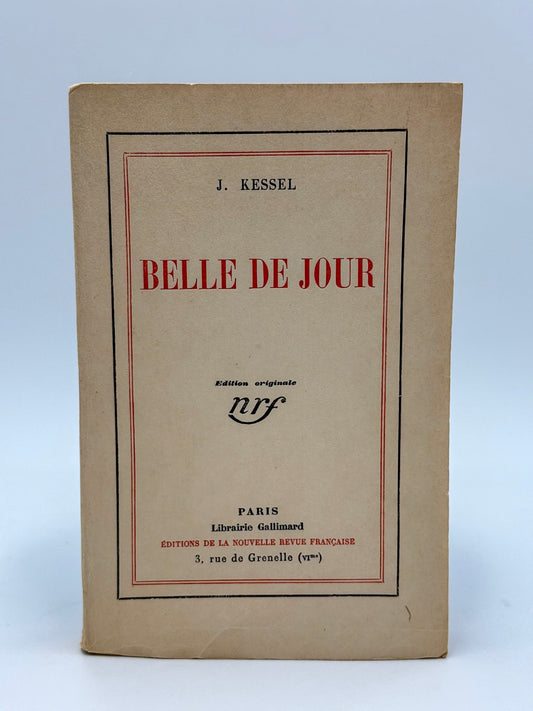 J. KESSEL
BELLE DE JOUR
Edition originale
nrf
PARIS
Librairie Gallimard
ÉDITIONS DE LA NOUVELLE REVUE FRANÇAISE
3, rue de Grenelle (VIme)